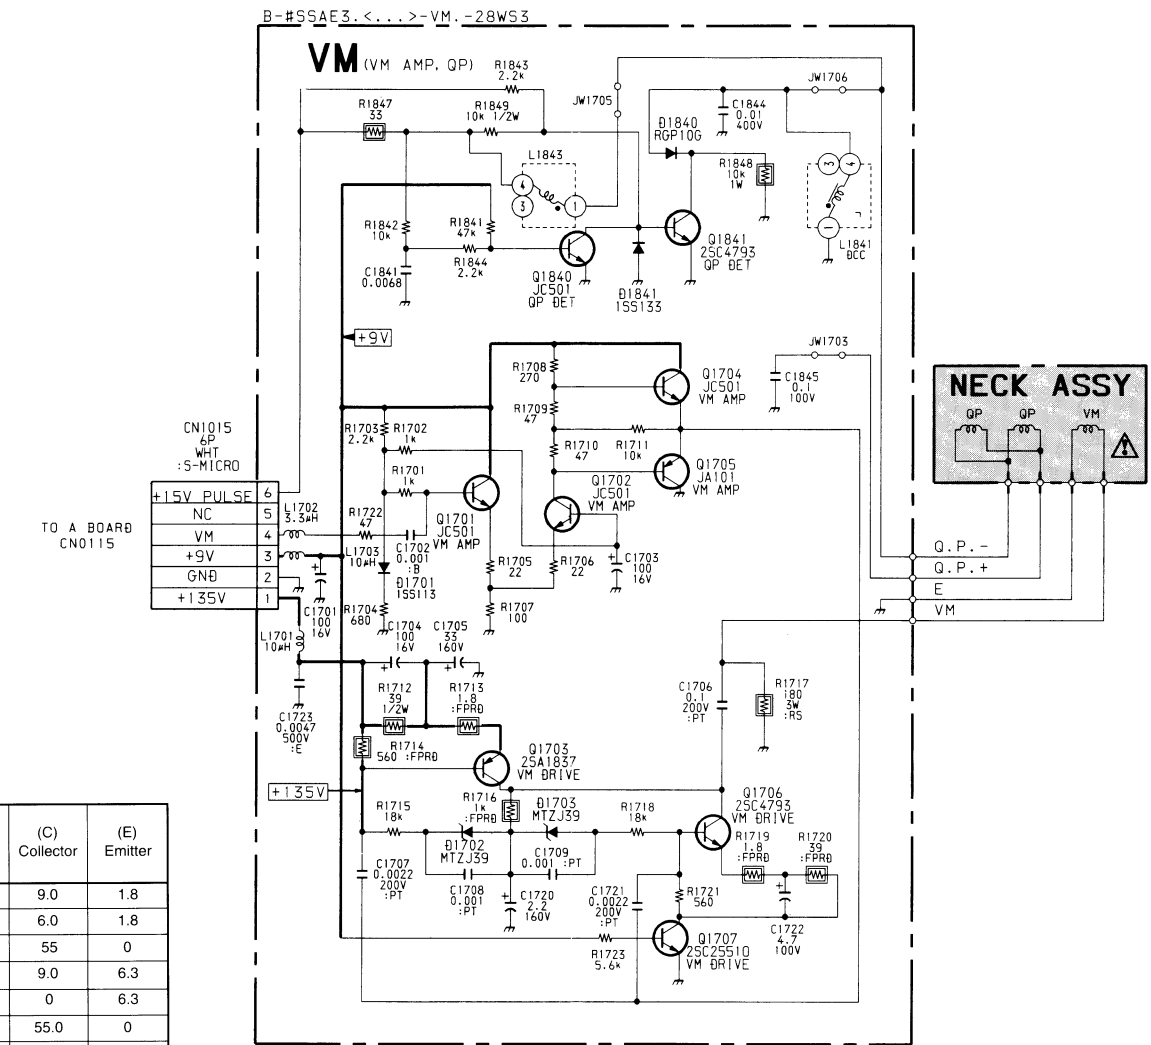 B-#SSAE3.<...>-VM.-28WS3
VM (VM AMP, QP)
R1843
2.2k
R1847
33
R1849
10k 1/2W
JW1705
JW1706
C1844
0.01
400V
D1840
RGP10G
L1843
R1848
10k
1W
4
3
1
3
4
1
R1842
10k
R1841
47k
R1844
2.2k
C1841
0.0068
Q1840
JC501
QP DET
D1841
1SS133
Q1841
2SC4793
QP DET
L1841
DCC
+9V
JW1703
R1708
270
Q1704
JC501
VM AMP
C1845
0.1
100V
NECK ASSY
QP
QP
VM
R1709
47
R1703
2.2k
R1702
1k
R1710
47
R1711
10k
Q1705
JA101
VM AMP
R1701
1k
Q1702
JC501
VM AMP
CN1015
6P
WHT
:S-MICRO
TO A BOARD
CN0115
+15V PULSE 6
NC 5
VM 4
+9V 3
GND 2
+135V 1
L1702
3.3µH
R1722
47
Q1701
JC501
VM AMP
L1703
10µH
C1702
0.001
:B
D1701
1SS113
R1705
22
R1706
22
C1703
100
16V
Q.P.-
Q.P.+
E
VM
C1701
100
16V
R1704
680
R1707
100
L1701
10µH
C1704
100
16V
C1705
33
160V
R1712
39
1/2W
R1713
1.8
:FPRD
C1706
0.1
200V
:PT
R1717
180
3W
:RS
C1723
0.0047
500V
:E
R1714
560 :FPRD
Q1703
2SA1837
VM DRIVE
+135V
R1715
18k
R1716
1k
:FPRD
D1703
MTZJ39
R1718
18k
Q1706
2SC4793
VM DRIVE
D1702
MTZJ39
R1719
1.8
:FPRD
R1720
39
:FPRD
C1707
0.0022
200V
:PT
C1709
0.001 :PT
C1708
0.001
:PT
C1720
2.2
160V
C1721
0.0022
200V
:PT
R1721
560
C1722
4.7
100V
R1723
5.6k
Q1707
2SC2551O
VM DRIVE
(C)
Collector
(E)
Emitter
9.0 1.8
6.0 1.8
55 0
9.0 6.3
0 6.3
55.0 0